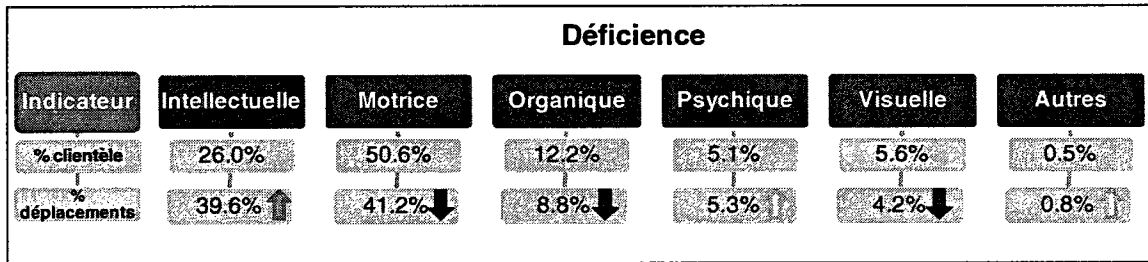 Déficience
Indicateur Intellectuelle Motrice Organique Psychique Visuelle Autres
% clientèle 26.0% 50.6% 12.2% 5.1% 5.6% 0.5%
%
déplacements 39.6% 41.2% 8.8% 5.3% 4.2% 0.8%